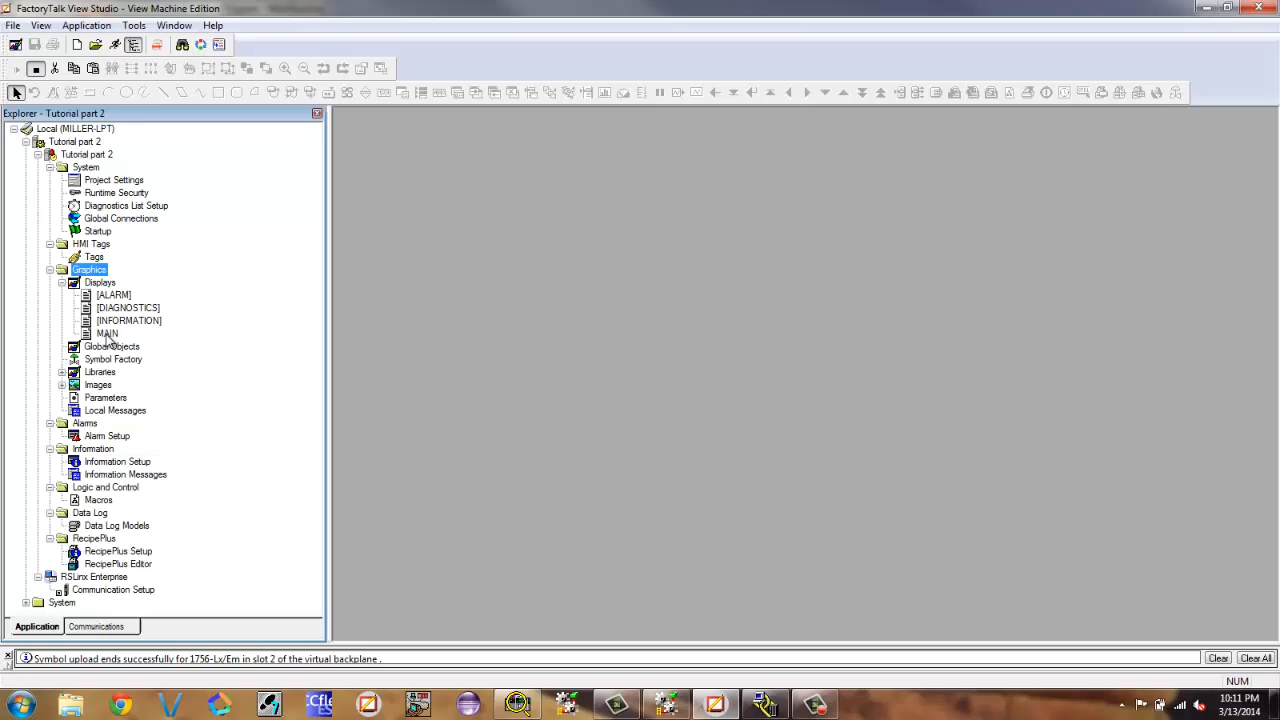 FactoryTalk View Studio - View Machine Edition
File View Application Tools Window Help
Explorer - Tutorial part 2
Local (MILLER-LPT)
Tutorial part 2
Tutorial part 2
System
Project Settings
Runtime Security
Diagnostics List Setup
Global Connections
Startup
HMI Tags
Tags
Graphics
Displays
[ALARM]
[DIAGNOSTICS]
[INFORMATION]
MAIN
Global Objects
Symbol Factory
Libraries
Images
Parameters
Local Messages
Alarms
Alarm Setup
Information
Information Setup
Information Messages
Logic and Control
Macros
Data Log
Data Log Models
RecipePlus
RecipePlus Setup
RecipePlus Editor
RSLinx Enterprise
Communication Setup
System
Application Communications
Symbol upload ends successfully for 1756-Lx/Em in slot 2 of the virtual backplane .
Clear Clear All
NUM
10:11 PM
3/13/2014